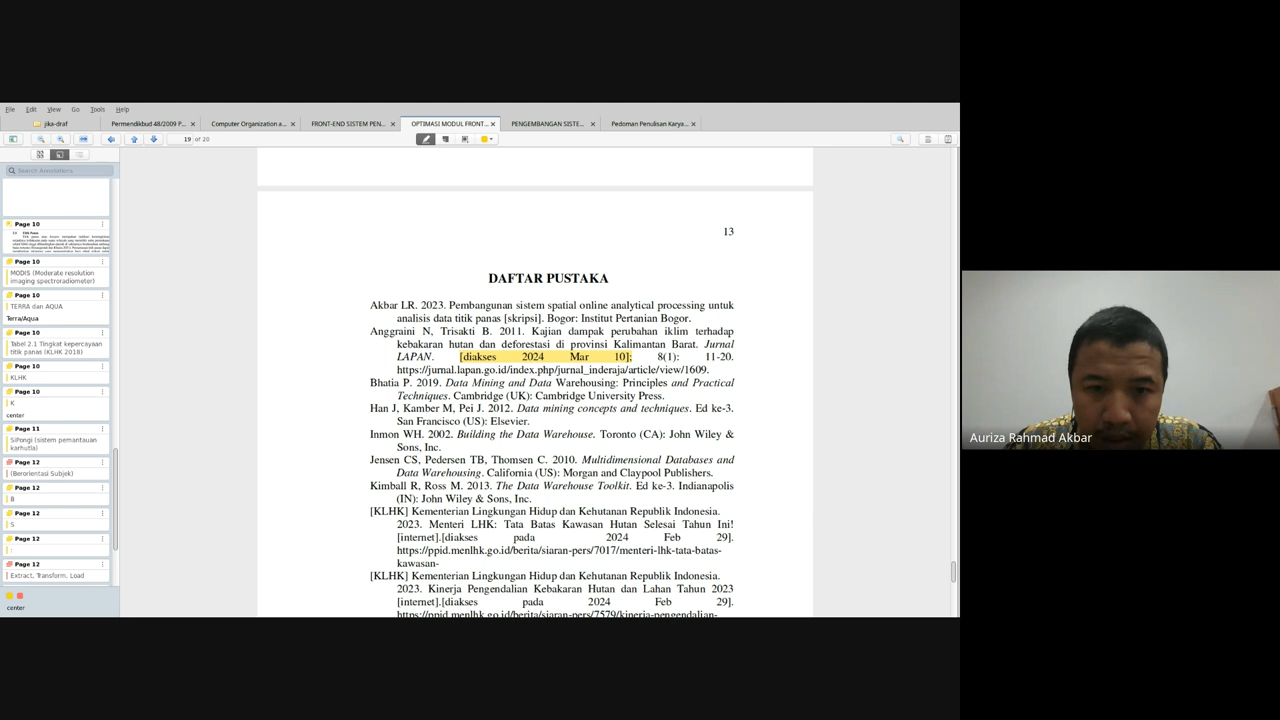 File Edit View Go Tools Help
jika-draf
Permendikbud 48/2009 P...
Computer Organization a...
FRONT-END SISTEM PEN...
OPTIMASI MODUL FRONT...
PENGEMBANGAN SISTE...
Pedoman Penulisan Karya...
19 of 20
Search Annotations
Page 10
Page 10
MODIS (Moderate resolution
imaging spectroradiometer)
Page 10
TERRA dan AQUA
Terra/Aqua
Page 10
Tabel 2.1 Tingkat kepercayaan
titik panas (KLHK 2018)
Page 10
KLHK
Page 10
K
center
Page 11
SiPongi (sistem pemantauan
karhutla)
Page 12
(Berorientasi Subjek)
Page 12
B
Page 12
S
Page 12
:
Page 12
Extract, Transform, Load
center
13
DAFTAR PUSTAKA
Akbar LR. 2023. Pembangunan sistem spatial online analytical processing untuk
analisis data titik panas [skripsi]. Bogor: Institut Pertanian Bogor.
Anggraini N, Trisakti B. 2011. Kajian dampak perubahan iklim terhadap
kebakaran hutan dan deforestasi di provinsi Kalimantan Barat. Jurnal
LAPAN. [diakses 2024 Mar 10]; 8(1): 11-20.
https://jurnal.lapan.go.id/index.php/jurnal_inderaja/article/view/1609.
Bhatia P. 2019. Data Mining and Data Warehousing: Principles and Practical
Techniques. Cambridge (UK): Cambridge University Press.
Han J, Kamber M, Pei J. 2012. Data mining concepts and techniques. Ed ke-3.
San Francisco (US): Elsevier.
Inmon WH. 2002. Building the Data Warehouse. Toronto (CA): John Wiley &
Sons, Inc.
Jensen CS, Pedersen TB, Thomsen C. 2010. Multidimensional Databases and
Data Warehousing. California (US): Morgan and Claypool Publishers.
Kimball R, Ross M. 2013. The Data Warehouse Toolkit. Ed ke-3. Indianapolis
(IN): John Wiley & Sons, Inc.
[KLHK] Kementerian Lingkungan Hidup dan Kehutanan Republik Indonesia.
2023. Menteri LHK: Tata Batas Kawasan Hutan Selesai Tahun Ini!
[internet].[diakses pada 2024 Feb 29].
https://ppid.menlhk.go.id/berita/siaran-pers/7017/menteri-lhk-tata-batas-
kawasan-
[KLHK] Kementerian Lingkungan Hidup dan Kehutanan Republik Indonesia.
2023. Kinerja Pengendalian Kebakaran Hutan dan Lahan Tahun 2023
[internet].[diakses pada 2024 Feb 29].
https://ppid.menlhk.go.id/berita/siaran-pers/7579/kinerja-pengendalian-
Auriza Rahmad Akbar